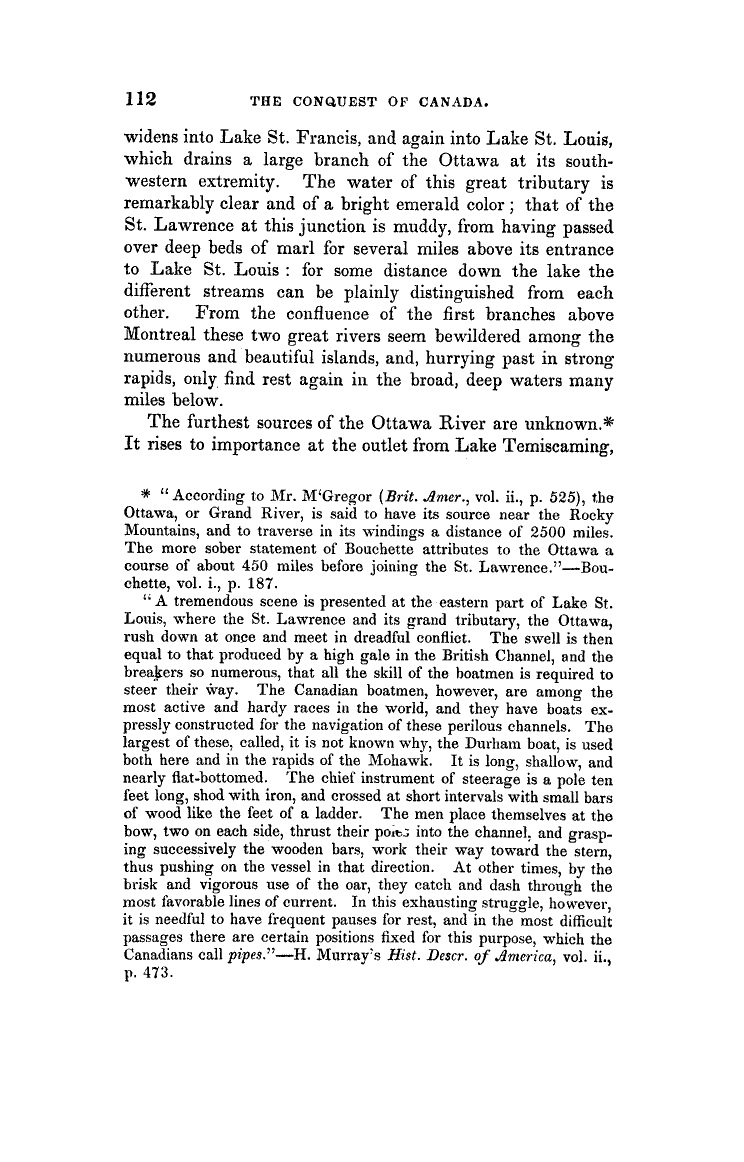 112 THE CONQUEST OF CANADA.
widens into Lake St. Francis, and again into Lake St. Louis,
which drains a large branch of the Ottawa at its south-
western extremity. The water of this great tributary is
remarkably clear and of a bright emerald color ; that of the
St. Lawrence at this junction is muddy, from having passed
over deep beds of marl for several miles above its entrance
to Lake St. Louis : for some distance down the lake the
different streams can be plainly distinguished from each
other. From the confluence of the first branches above
Montreal these two great rivers seem bewildered among the
numerous and beautiful islands, and, hurrying past in strong
rapids, only find rest again in the broad, deep waters many
miles below.
The furthest sources of the Ottawa River are unknown.*
It rises to importance at the outlet from Lake Temiscaming,
* “ According to Mr. M‘Gregor (Brit. Amer., vol. ii., p. 525), the
Ottawa, or Grand River, is said to have its source near the Rocky
Mountains, and to traverse in its windings a distance of 2500 miles.
The more sober statement of Bouchette attributes to the Ottawa a
course of about 450 miles before joining the St. Lawrence.”—Bou-
chette, vol. i., p. 187.
“ A tremendous scene is presented at the eastern part of Lake St.
Louis, where the St. Lawrence and its grand tributary, the Ottawa,
rush down at once and meet in dreadful conflict. The swell is then
equal to that produced by a high gale in the British Channel, and the
breakers so numerous, that all the skill of the boatmen is required to
steer their way. The Canadian boatmen, however, are among the
most active and hardy races in the world, and they have boats ex-
pressly constructed for the navigation of these perilous channels. The
largest of these, called, it is not known why, the Durham boat, is used
both here and in the rapids of the Mohawk. It is long, shallow, and
nearly flat-bottomed. The chief instrument of steerage is a pole ten
feet long, shod with iron, and crossed at short intervals with small bars
of wood like the feet of a ladder. The men place themselves at the
bow, two on each side, thrust their poles into the channel, and grasp-
ing successively the wooden bars, work their way toward the stern,
thus pushing on the vessel in that direction. At other times, by the
brisk and vigorous use of the oar, they catch and dash through the
most favorable lines of current. In this exhausting struggle, however,
it is needful to have frequent pauses for rest, and in the most difficult
passages there are certain positions fixed for this purpose, which the
Canadians call pipes.”—H. Murray's Hist. Descr. of America, vol. ii.,
p. 473.